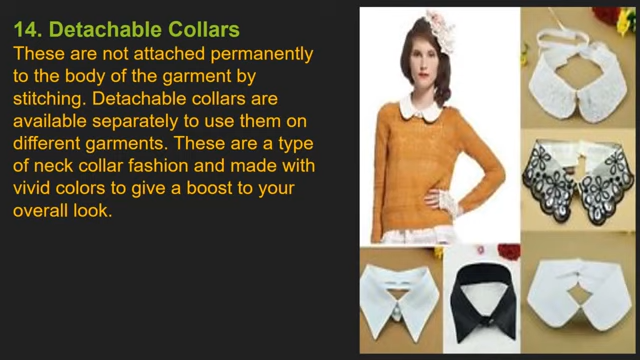 14. Detachable Collars
These are not attached permanently
to the body of the garment by
stitching. Detachable collars are
available separately to use them on
different garments. These are a type
of neck collar fashion and made with
vivid colors to give a boost to your
overall look.